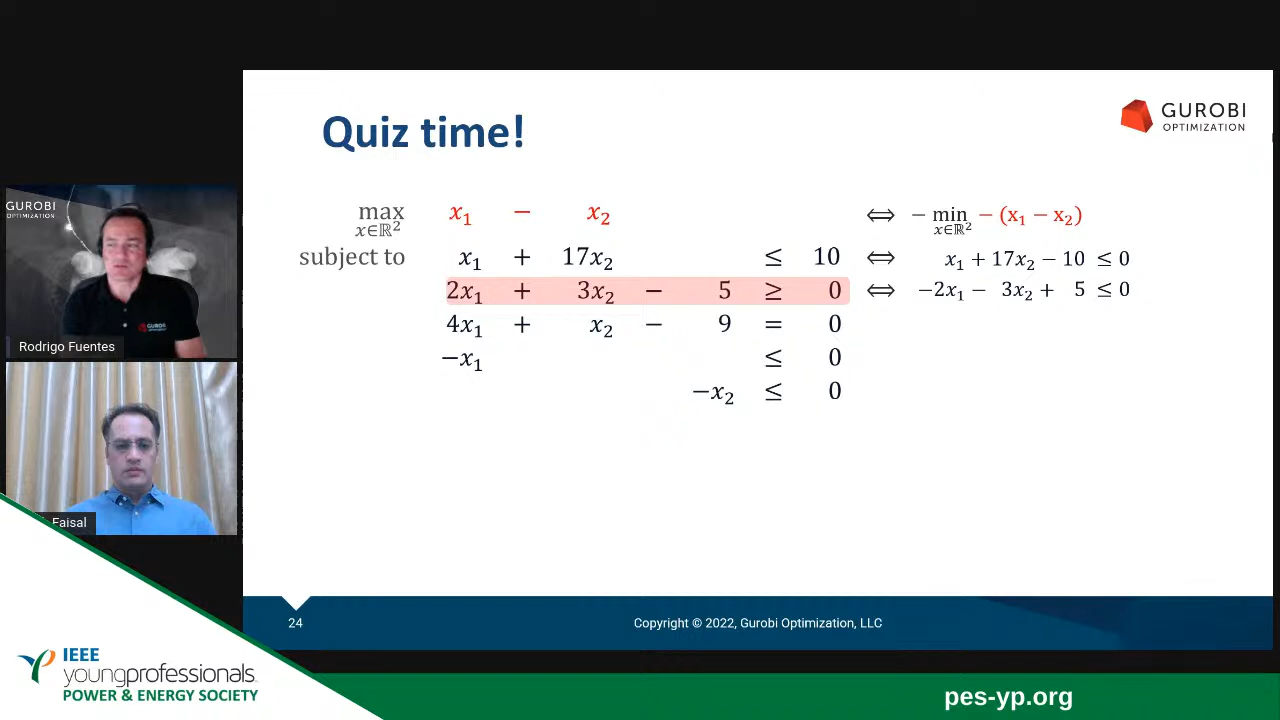 Quiz time!
GUROBI
OPTIMIZATION
max x₁ − x₂ ⟺ − min − (x₁ − x₂)
x∈ℝ² x∈ℝ²
subject to x₁ + 17x₂ ≤ 10 ⟺ x₁ + 17x₂ − 10 ≤ 0
2x₁ + 3x₂ − 5 ≥ 0 ⟺ −2x₁ − 3x₂ + 5 ≤ 0
4x₁ + x₂ − 9 = 0
−x₁ ≤ 0
−x₂ ≤ 0
GUROBI
OPTIMIZATION
GUROBI
Rodrigo Fuentes
Faisal
24
Copyright © 2022, Gurobi Optimization, LLC
IEEE
youngprofessionals
POWER & ENERGY SOCIETY
pes-yp.org